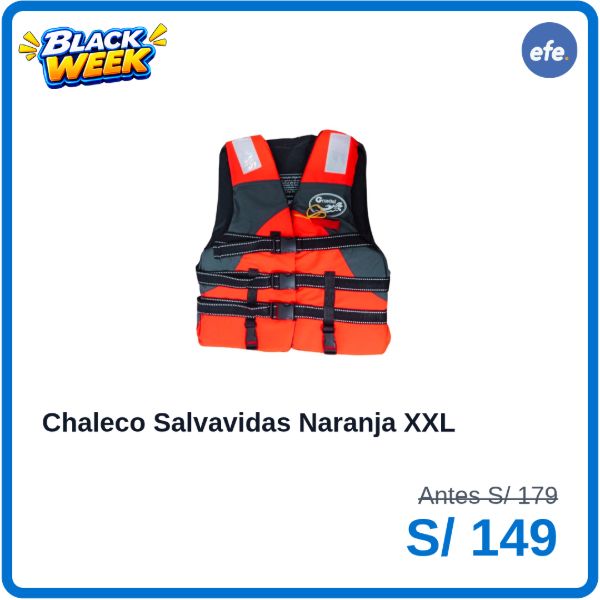 BLACK
WEEK
efe.
Chaleco Salvavidas Naranja XXL
Antes S/ 179
S/ 149